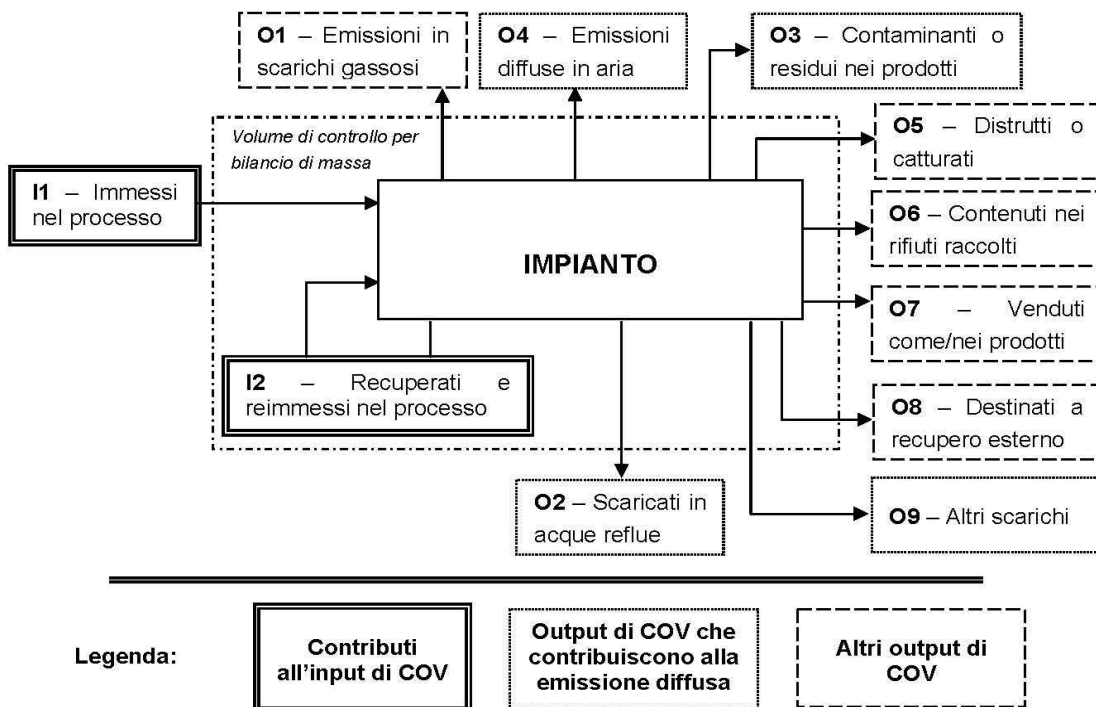 O1 – Emissioni in
scarichi gassosi
O4 – Emissioni
diffuse in aria
O3 – Contaminanti o
residui nei prodotti
Volume di controllo per
bilancio di massa
O5 – Distrutti o
catturati
I1 – Immessi
nel processo
O6 – Contenuti nei
rifiuti raccolti
IMPIANTO
O7 – Venduti
come/nei prodotti
I2 – Recuperati e
reimmessi nel processo
O8 – Destinati a
recupero esterno
O2 – Scaricati in
acque reflue
O9 – Altri scarichi
Legenda:
Contributi
all'input di COV
Output di COV che
contribuiscono alla
emissione diffusa
Altri output di
COV